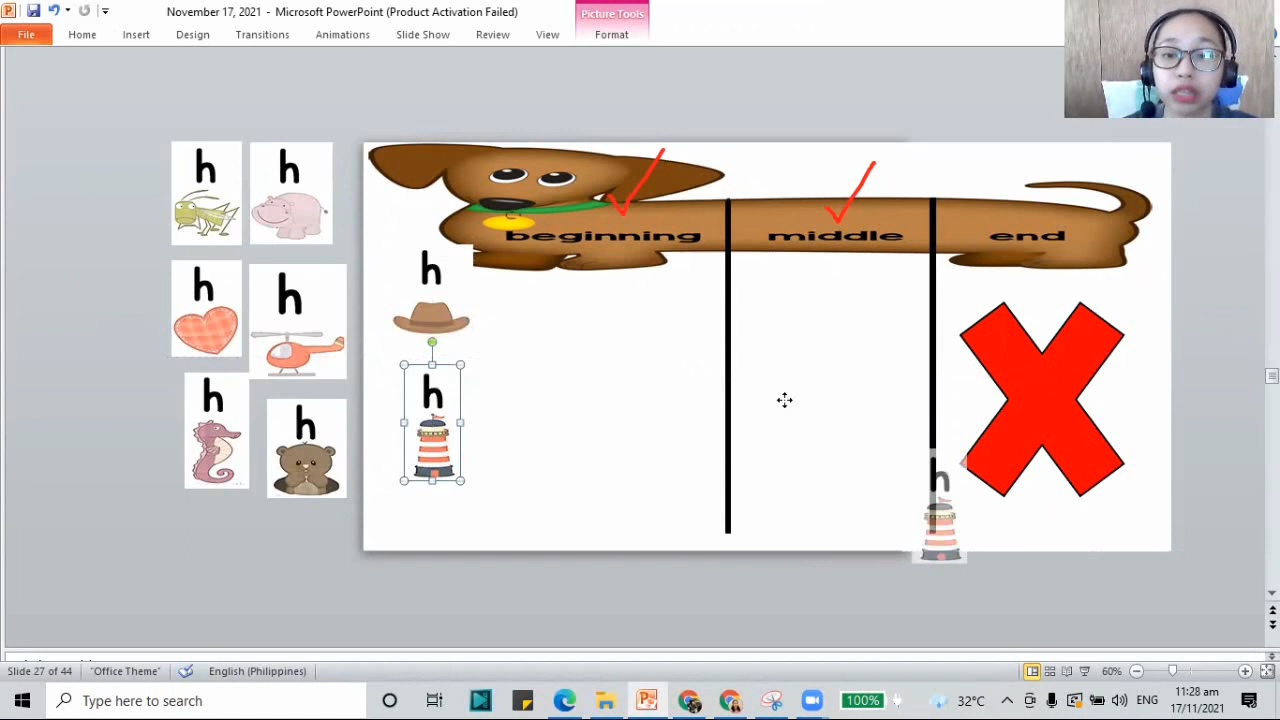 November 17, 2021 - Microsoft PowerPoint (Product Activation Failed)
Picture Tools
File Home Insert Design Transitions Animations Slide Show Review View Format
h h
h h
h h
beginning middle end
h
h
h
Slide 27 of 44 "Office Theme" English (Philippines) 60%
Type here to search
100% 32°C ENG 11:28 am
17/11/2021